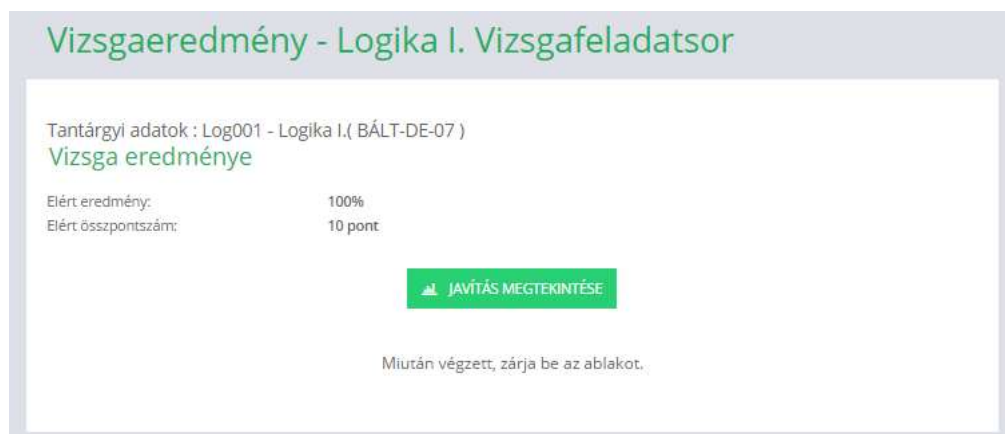 Vizsgaeredmény - Logika I. Vizsgafeladatsor
Tantárgyi adatok : Log001 - Logika I.( BÁLT-DE-07 )
Vizsga eredménye
Elért eredmény: 100%
Elért összpontszám: 10 pont
JAVÍTÁS MEGTEKINTÉSE
Miután végzett, zárja be az ablakot.